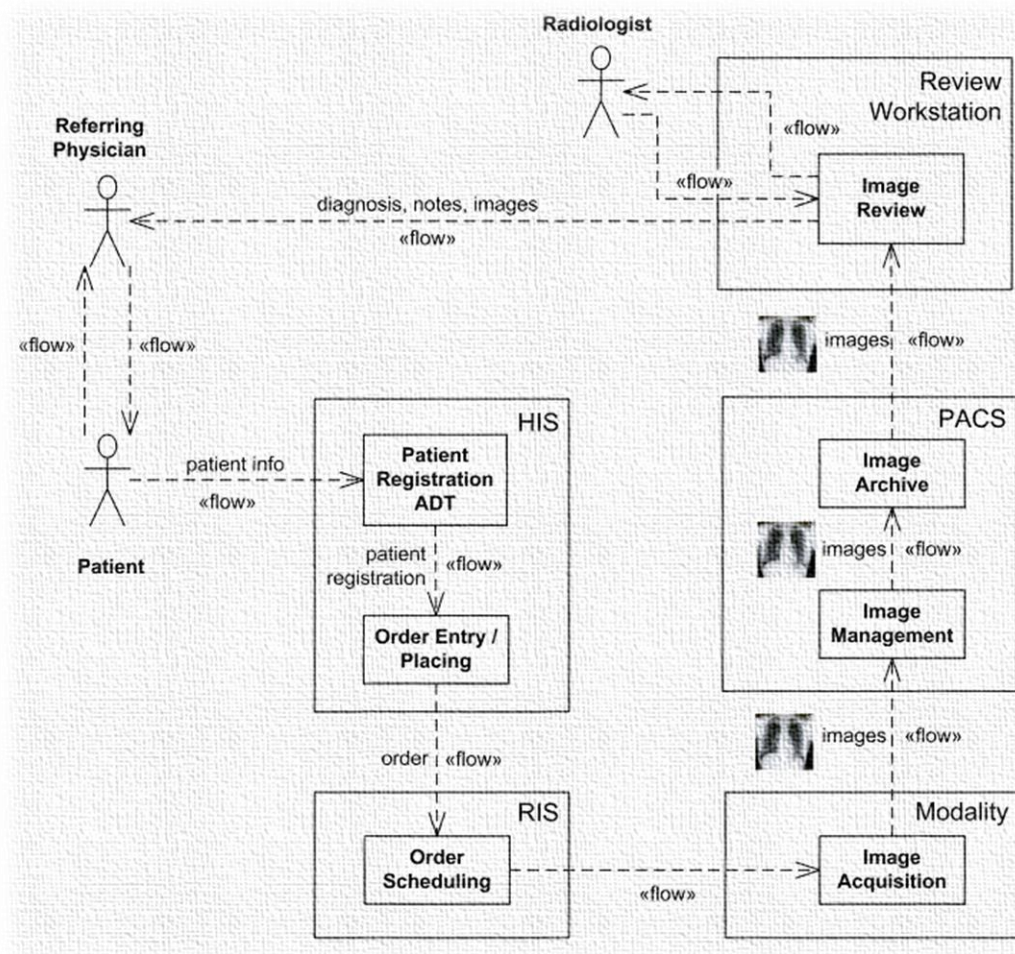 Radiologist
Review
Workstation
«flow»
Referring
Physician
«flow»
Image
Review
diagnosis, notes, images
«flow»
«flow»
«flow»
images
«flow»
HIS
PACS
Patient
Registration
ADT
Image
Archive
patient info
«flow»
Patient
patient
registration
«flow»
images
«flow»
Order Entry /
Placing
Image
Management
order
«flow»
images
«flow»
RIS
Modality
Order
Scheduling
Image
Acquisition
«flow»